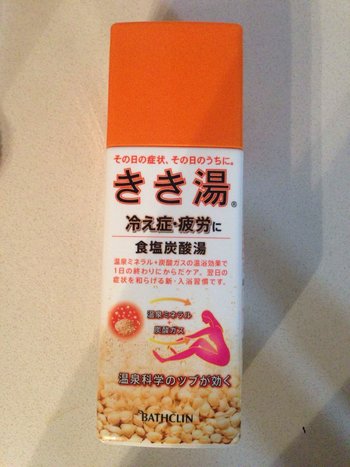 その日の症状、その日のうちに。
きき湯®
冷え症・疲労に
食塩炭酸湯
温泉ミネラル+炭酸ガスの温浴効果で
1日の終わりにからだケア。翌日の
症状を和らげる新・入浴習慣です。
温泉ミネラル
+
炭酸ガス
温泉科学のツブが効く
BATHCLIN